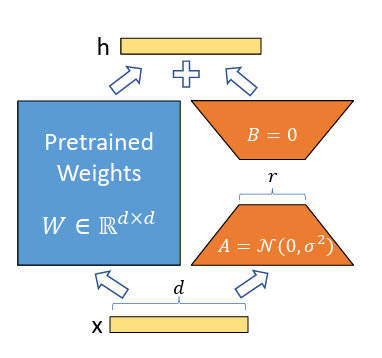 h
Pretrained
Weights
W ∈ ℝ^{d×d}
B = 0
r
A = 𝒩(0, σ²)
d
x